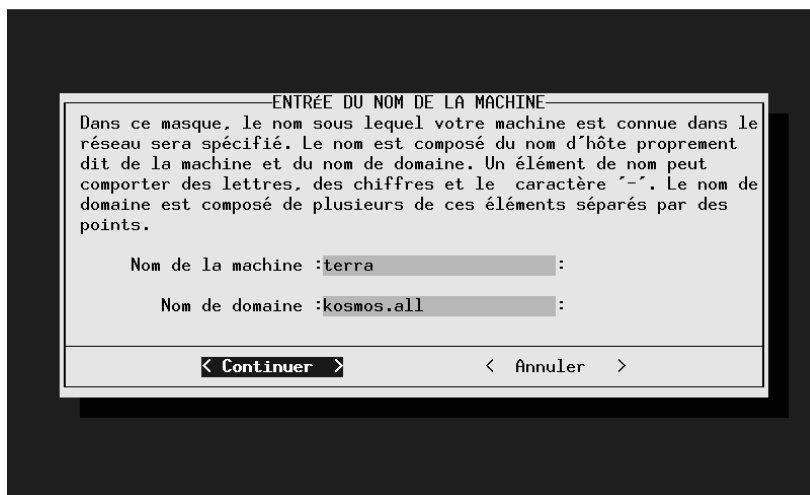 ENTRÉE DU NOM DE LA MACHINE
Dans ce masque, le nom sous lequel votre machine est connue dans le
réseau sera spécifié. Le nom est composé du nom d´hôte proprement
dit de la machine et du nom de domaine. Un élément de nom peut
comporter des lettres, des chiffres et le caractère ´-´. Le nom de
domaine est composé de plusieurs de ces éléments séparés par des
points.
Nom de la machine :terra :
Nom de domaine :kosmos.all :
< Continuer > < Annuler >